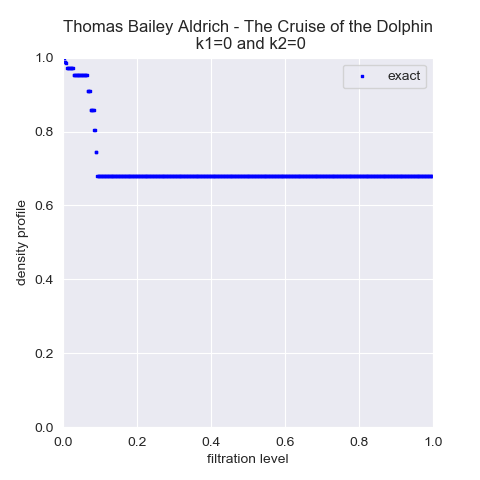 Thomas Bailey Aldrich - The Cruise of the Dolphin
k1=0 and k2=0
exact
density profile
1.0
0.8
0.6
0.4
0.2
0.0
0.0 0.2 0.4 0.6 0.8 1.0
filtration level